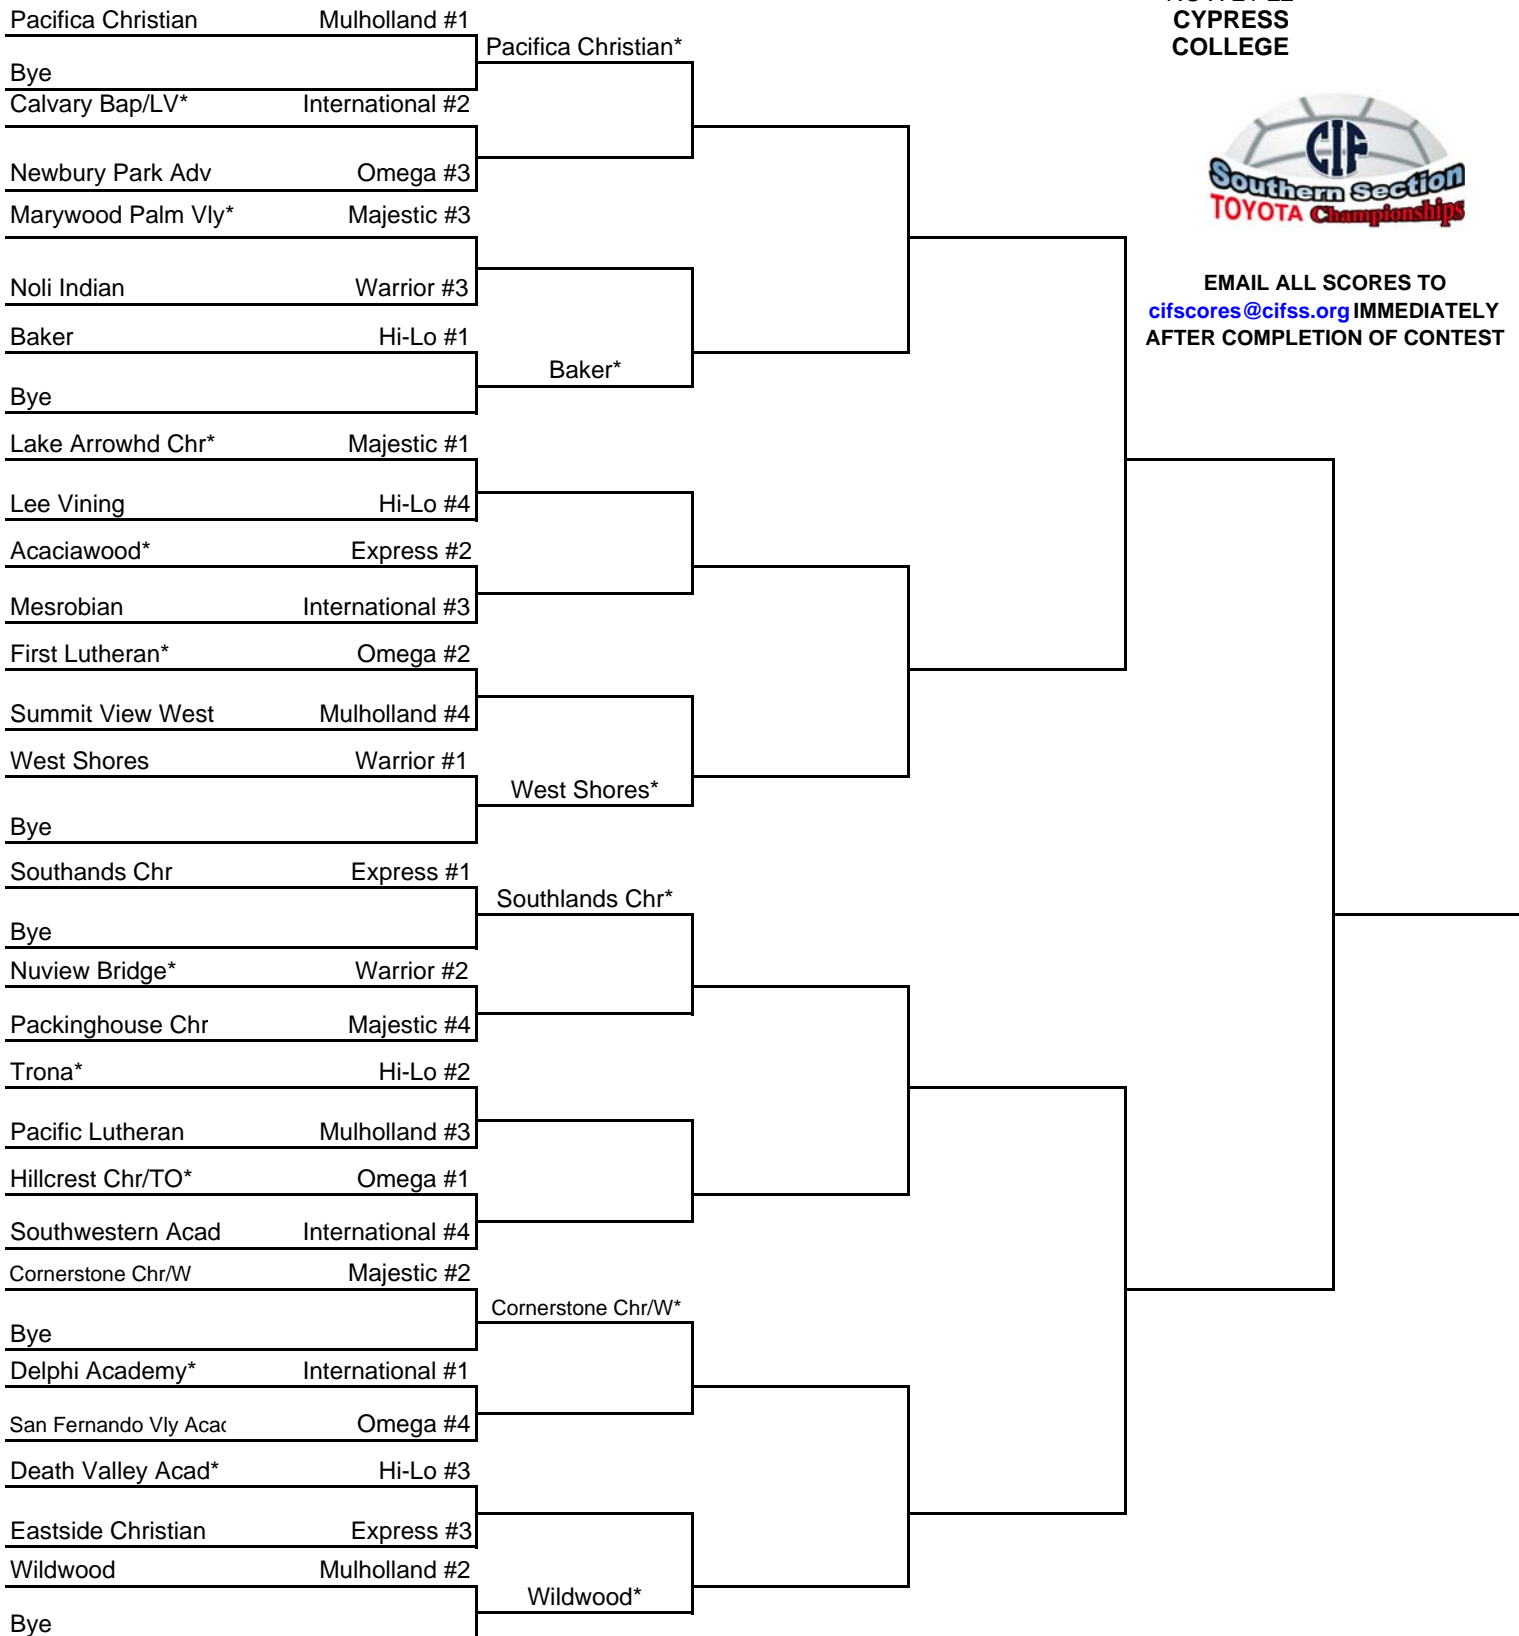 CYPRESS
COLLEGE
CIF
Southern Section
TOYOTA Championships
EMAIL ALL SCORES TO
cifscores@cifss.org IMMEDIATELY
AFTER COMPLETION OF CONTEST
Pacifica Christian Mulholland #1
Pacifica Christian*
Bye
Calvary Bap/LV* International #2
Newbury Park Adv Omega #3
Marywood Palm Vly* Majestic #3
Noli Indian Warrior #3
Baker Hi-Lo #1
Baker*
Bye
Lake Arrowhd Chr* Majestic #1
Lee Vining Hi-Lo #4
Acaciawood* Express #2
Mesrobian International #3
First Lutheran* Omega #2
Summit View West Mulholland #4
West Shores Warrior #1
West Shores*
Bye
Southands Chr Express #1
Southlands Chr*
Bye
Nuview Bridge* Warrior #2
Packinghouse Chr Majestic #4
Trona* Hi-Lo #2
Pacific Lutheran Mulholland #3
Hillcrest Chr/TO* Omega #1
Southwestern Acad International #4
Cornerstone Chr/W Majestic #2
Cornerstone Chr/W*
Bye
Delphi Academy* International #1
San Fernando Vly Acac Omega #4
Death Valley Acad* Hi-Lo #3
Eastside Christian Express #3
Wildwood Mulholland #2
Wildwood*
Bye